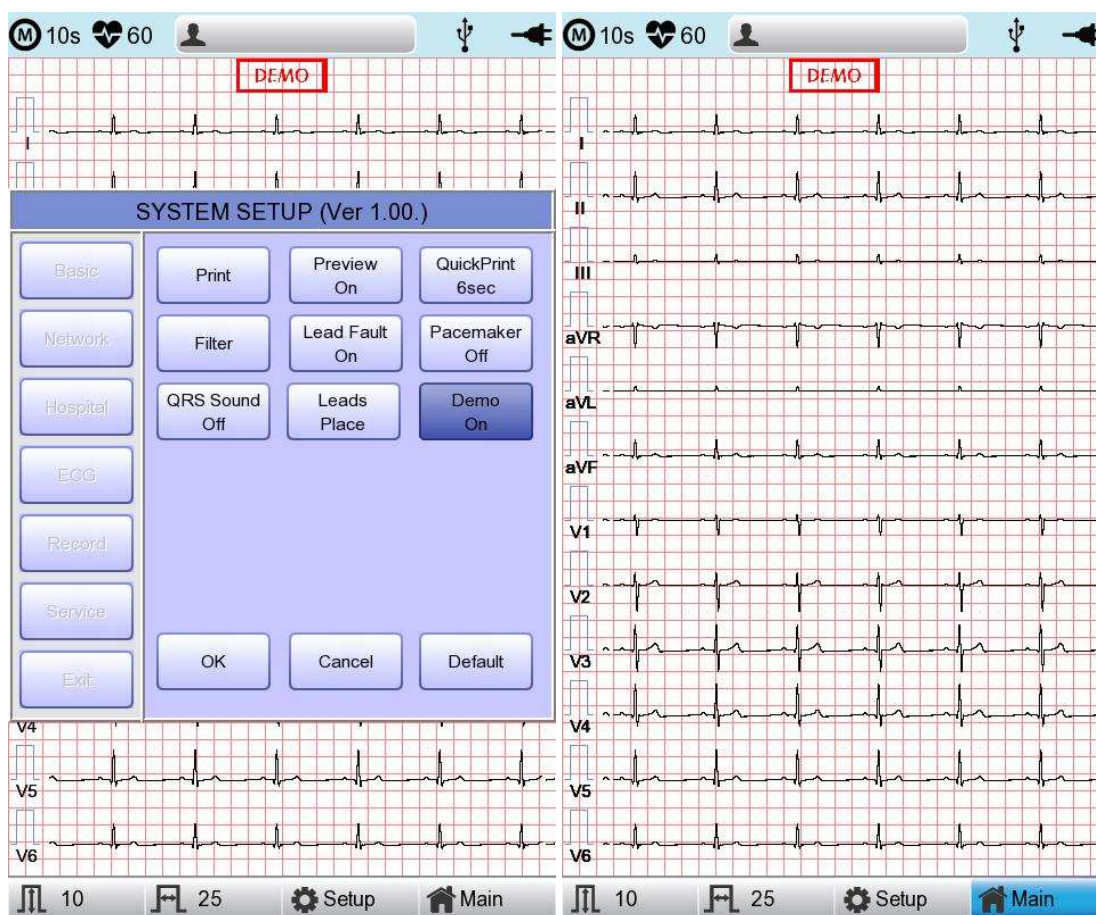 M 10s 60
DEMO
I
SYSTEM SETUP (Ver 1.00.)
Basic
Network
Hospital
ECG
Record
Service
Exit
Print
Preview
On
QuickPrint
6sec
Filter
Lead Fault
On
Pacemaker
Off
QRS Sound
Off
Leads
Place
Demo
On
OK
Cancel
Default
V4
V5
V6
10 25 Setup Main
M 10s 60
DEMO
I
II
III
aVR
aVL
aVF
V1
V2
V3
V4
V5
V6
10 25 Setup Main